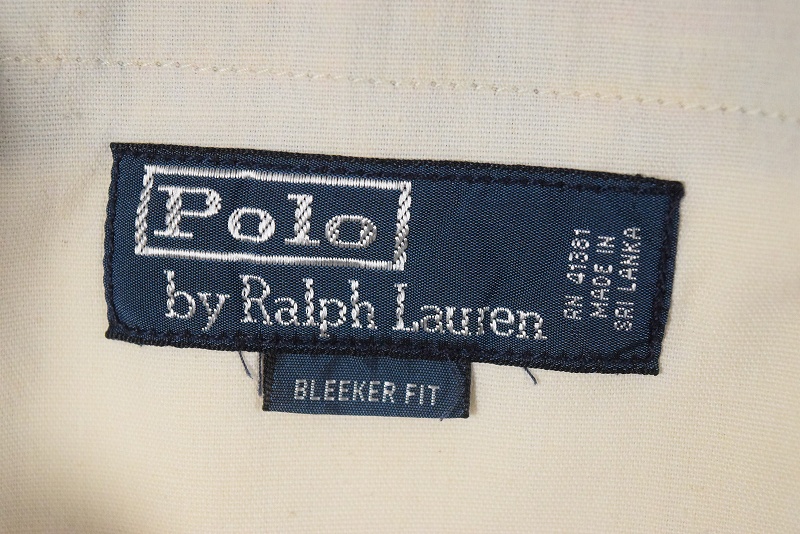 Polo
by Ralph Lauren
RN 41381
MADE IN
SRI LANKA
BLEEKER FIT